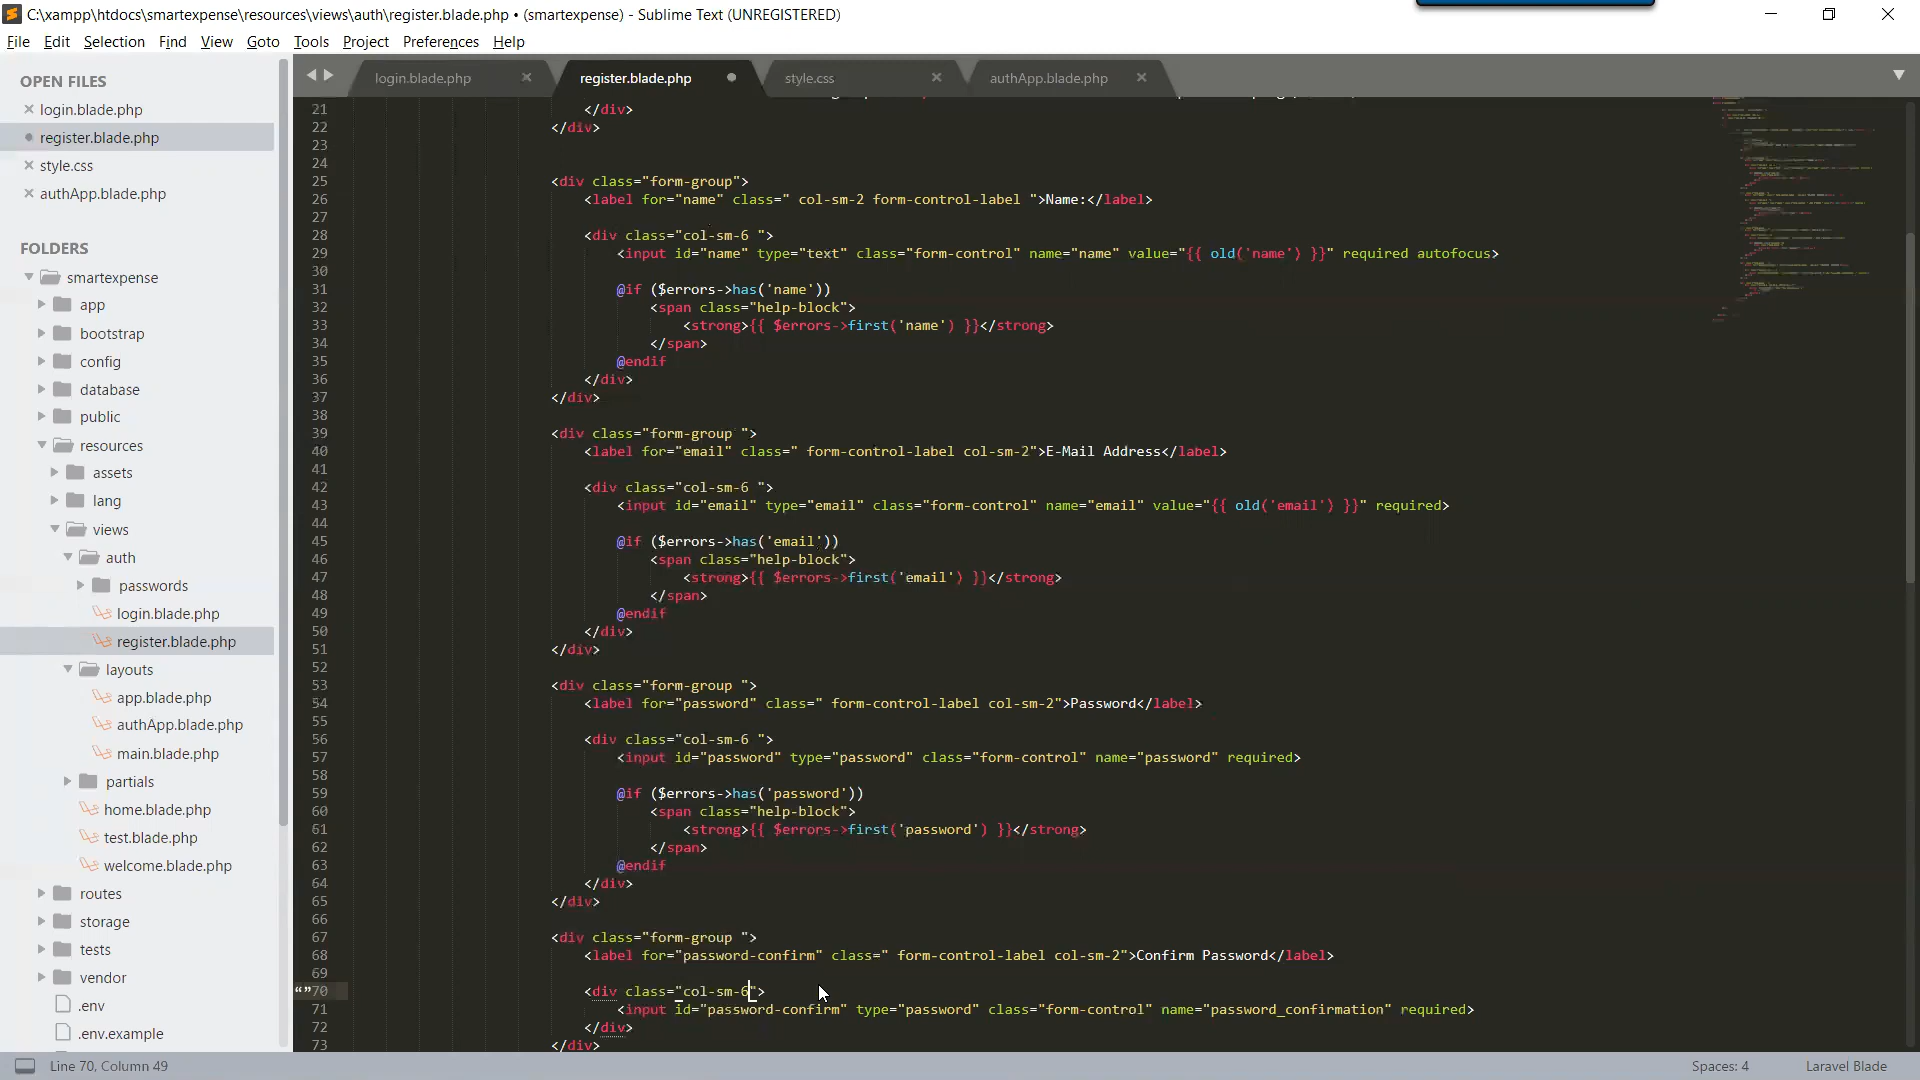 C:\xampp\htdocs\smartexpense\resources\views\auth\register.blade.php • (smartexpense) - Sublime Text (UNREGISTERED)
File Edit Selection Find View Goto Tools Project Preferences Help
OPEN FILES
login.blade.php
register.blade.php
style.css
authApp.blade.php
FOLDERS
smartexpense
app
bootstrap
config
database
public
resources
assets
lang
views
auth
passwords
login.blade.php
register.blade.php
layouts
app.blade.php
authApp.blade.php
main.blade.php
partials
home.blade.php
test.blade.php
welcome.blade.php
routes
storage
tests
vendor
.env
.env.example
login.blade.php register.blade.php style.css authApp.blade.php
21 </div>
22 </div>
23
24
25 <div class="form-group">
26 <label for="name" class=" col-sm-2 form-control-label ">Name:</label>
27
28 <div class="col-sm-6 ">
29 <input id="name" type="text" class="form-control" name="name" value="{{ old('name') }}" required autofocus>
30
31 @if ($errors->has('name'))
32 <span class="help-block">
33 <strong>{{ $errors->first('name') }}</strong>
34 </span>
35 @endif
36 </div>
37 </div>
38
39 <div class="form-group ">
40 <label for="email" class=" form-control-label col-sm-2">E-Mail Address</label>
41
42 <div class="col-sm-6 ">
43 <input id="email" type="email" class="form-control" name="email" value="{{ old('email') }}" required>
44
45 @if ($errors->has('email'))
46 <span class="help-block">
47 <strong>{{ $errors->first('email') }}</strong>
48 </span>
49 @endif
50 </div>
51 </div>
52
53 <div class="form-group ">
54 <label for="password" class=" form-control-label col-sm-2">Password</label>
55
56 <div class="col-sm-6 ">
57 <input id="password" type="password" class="form-control" name="password" required>
58
59 @if ($errors->has('password'))
60 <span class="help-block">
61 <strong>{{ $errors->first('password') }}</strong>
62 </span>
63 @endif
64 </div>
65 </div>
66
67 <div class="form-group ">
68 <label for="password-confirm" class=" form-control-label col-sm-2">Confirm Password</label>
69
“”70 <div class="col-sm-6">
71 <input id="password-confirm" type="password" class="form-control" name="password_confirmation" required>
72 </div>
73 </div>
Line 70, Column 49 Spaces: 4 Laravel Blade